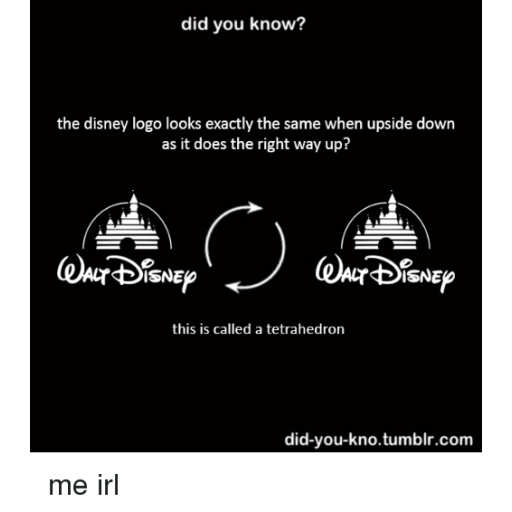 did you know?
the disney logo looks exactly the same when upside down
as it does the right way up?
WALT DISNEY WALT DISNEY
this is called a tetrahedron
did-you-kno.tumblr.com
me irl